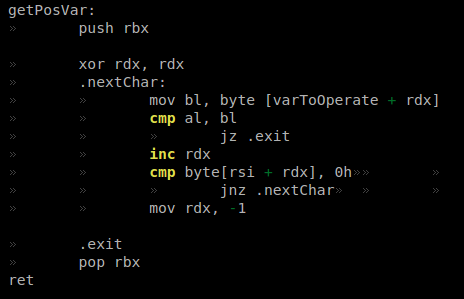 getPosVar:
» push rbx
» xor rdx, rdx
» .nextChar:
» » mov bl, byte [varToOperate + rdx]
» » cmp al, bl
» » » jz .exit
» » inc rdx
» » cmp byte[rsi + rdx], 0h»» »
» » » jnz .nextChar» » »
» » mov rdx, -1
» .exit
» pop rbx
ret